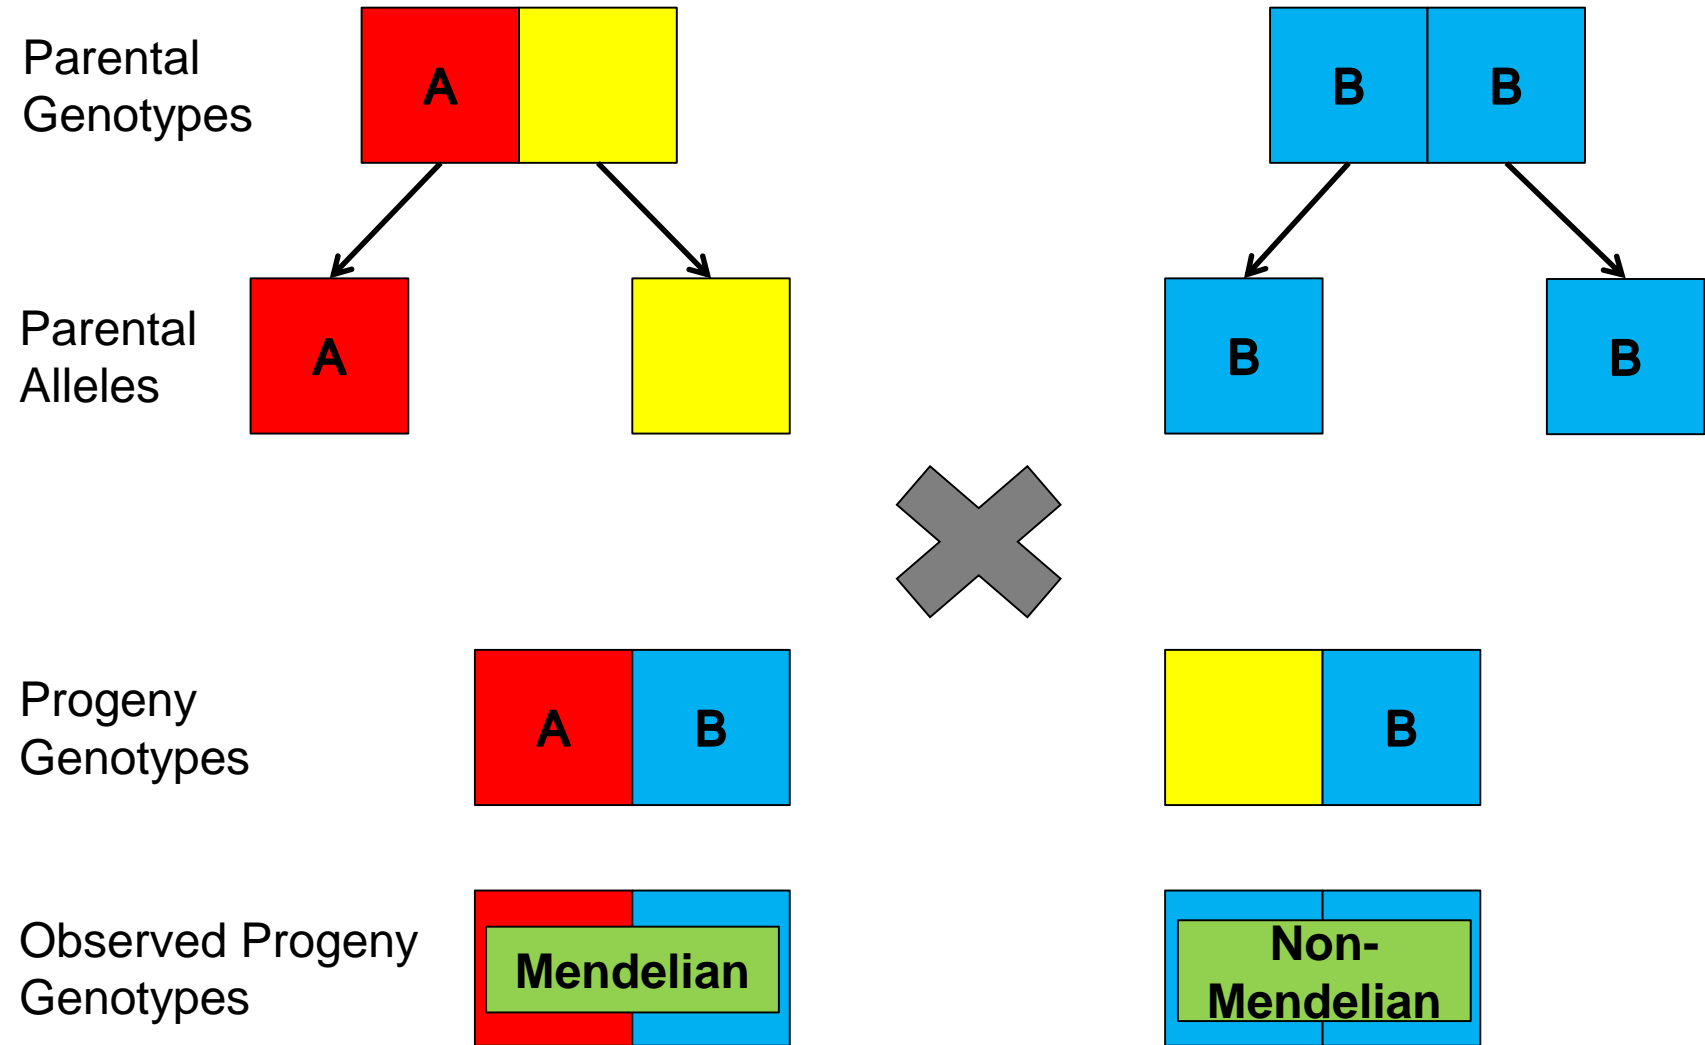 Parental
Genotypes
A
B
B
Parental
Alleles
A
B
B
Progeny
Genotypes
A
B
B
Observed Progeny
Genotypes
Mendelian
Non-
Mendelian